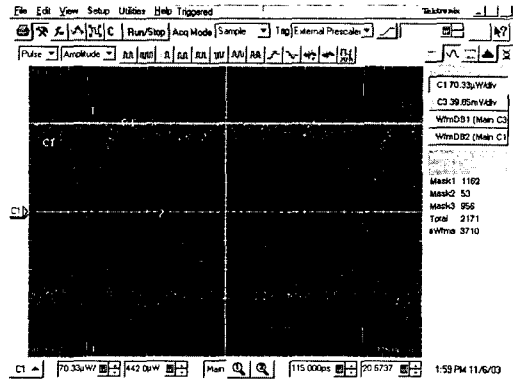 File Edit View Setup Utilities Help Triggered Tektronix
Run/Stop Acq Mode Sample Trig External Prescaler
Pulse Amplitude
C1 70.33µW/div
C3 39.85mV/div
WfmDB1 (Main C3
WfmDB2 (Main C1
C1
Mask1 1162
Mask2 53
Mask3 956
Total 2171
#Wfms 3710
C1
C1 70.33µW/ 442.0µW Main 115.000ps 20.5737 1:59 PM 11/6/03